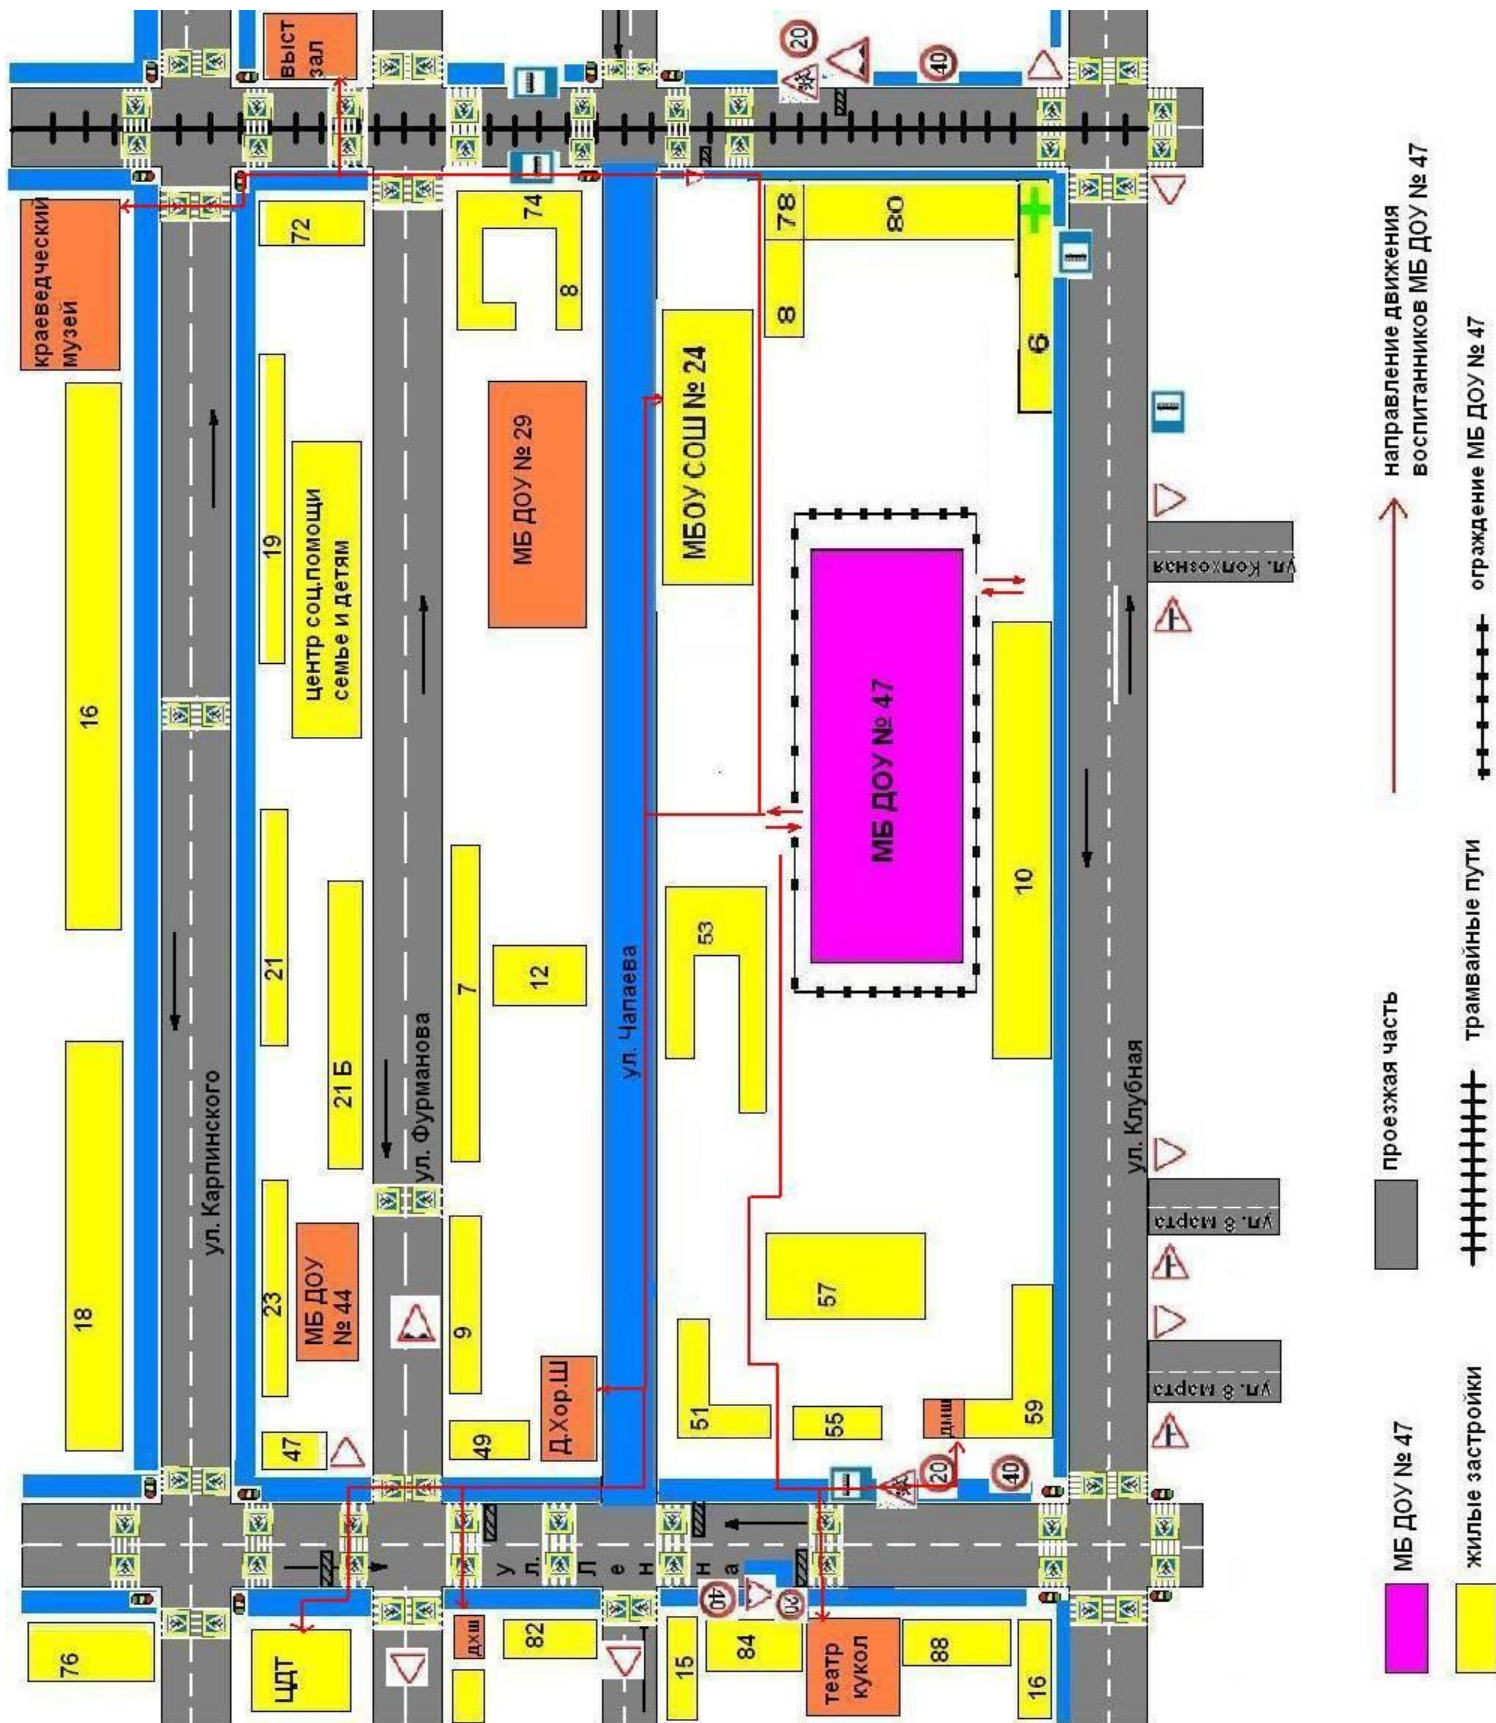 76
18
16
краеведческий
музей
ул. Карпинского
ЦДТ
47
23
21
19
72
выст
зал
МБ ДОУ
№ 44
21 Б
центр соц.помощи
семье и детям
ул. Фурманова
дхш
49
9
7
82
Д.Хор.Ш
12
МБ ДОУ № 29
74
8
у л. Л е н н а
ул. Чапаева
15
51
53
МБОУ СОШ № 24
84
40
20
театр
кукол
55
57
МБ ДОУ № 47
8
78
80
20
88
дмш
59
20
40
10
6
40
16
ул. Клубная
ул. 8 марта
ул. 8 марта
ул. Колхозная
МБ ДОУ № 47
проезжая часть
направление движения
воспитанников МБ ДОУ № 47
жилые застройки
трамвайные пути
ограждение МБ ДОУ № 47